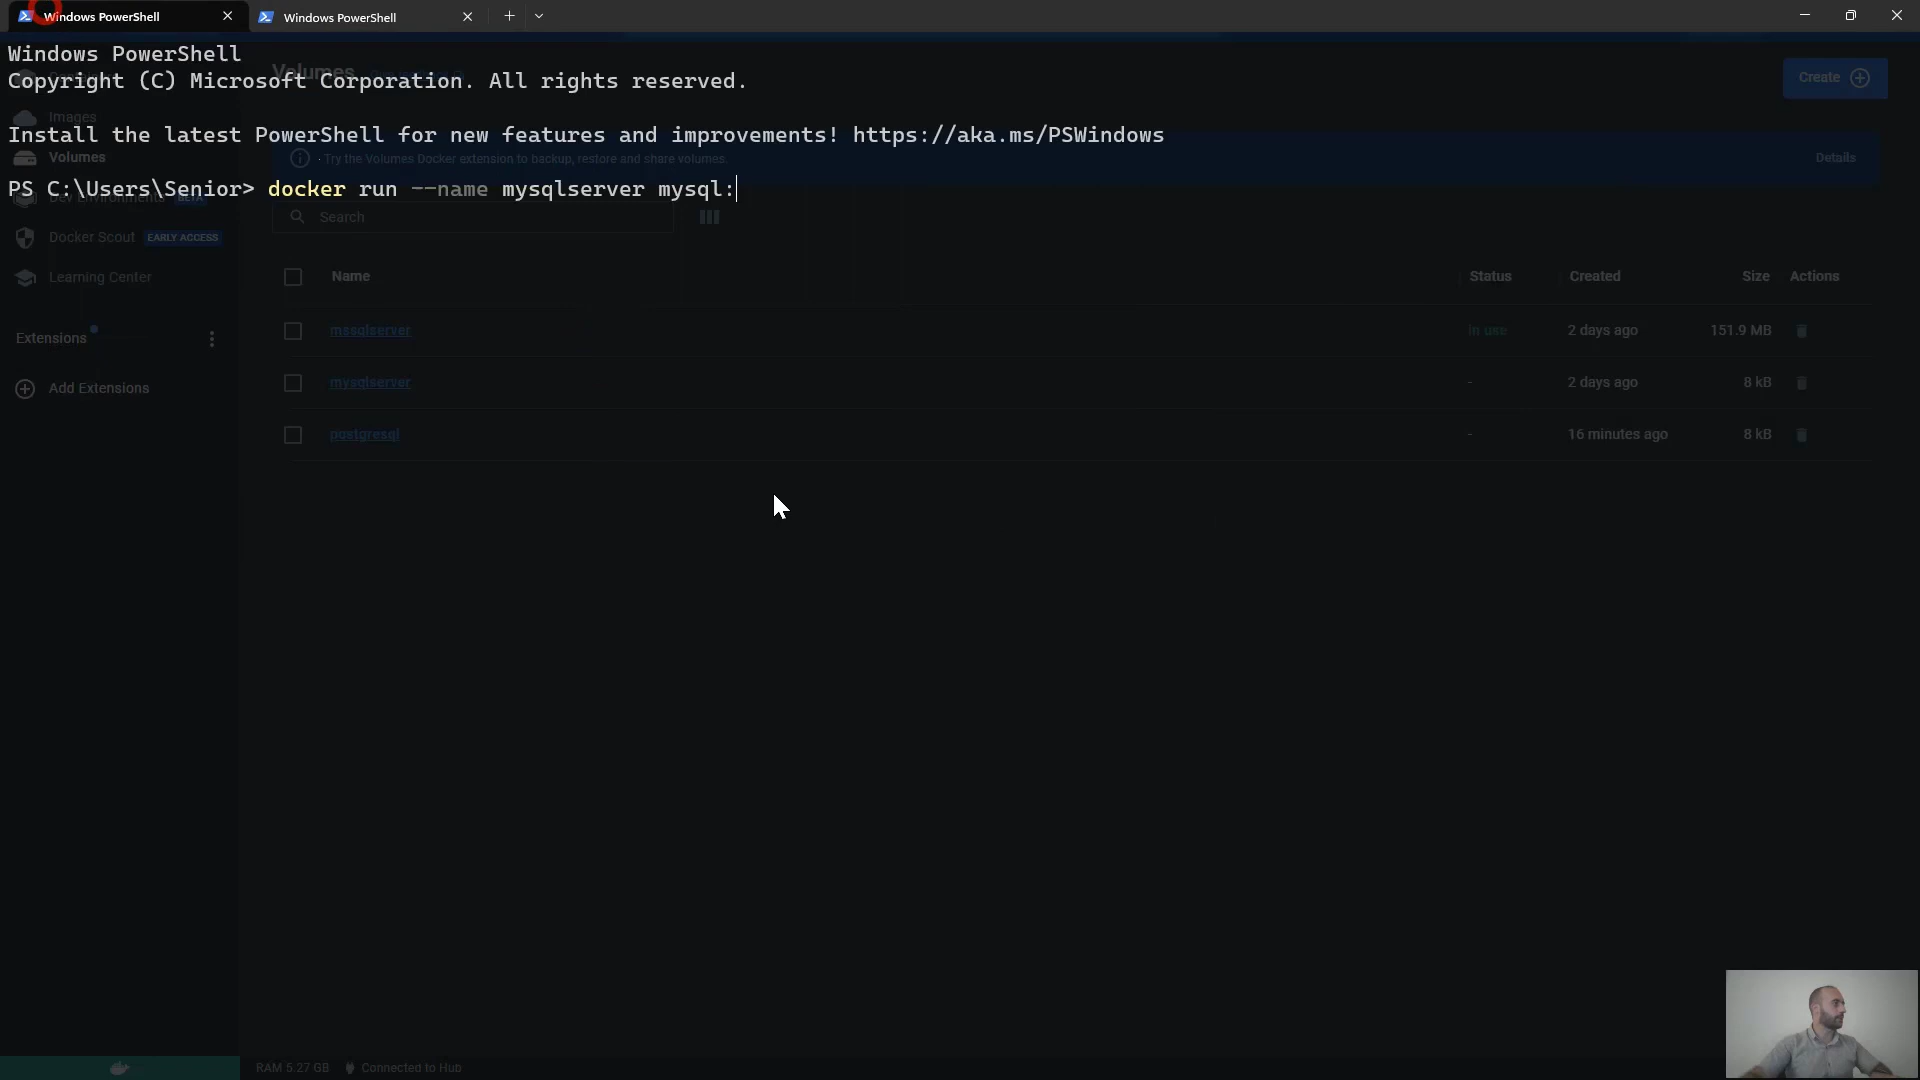 Windows PowerShell
Windows PowerShell
Windows PowerShell
Copyright (C) Microsoft Corporation. All rights reserved.
Volumes
Create
Images
Install the latest PowerShell for new features and improvements! https://aka.ms/PSWindows
Volumes
Try the Volumes Docker extension to backup, restore and share volumes.
Details
PS C:\Users\Senior> docker run --name mysqlserver mysql:
Dev Environments BETA
Search
Docker Scout EARLY ACCESS
Learning Center
Name Status Created Size Actions
Extensions
mssqlserver in use 2 days ago 151.9 MB
Add Extensions
mysqlserver - 2 days ago 8 kB
postgresql - 16 minutes ago 8 kB
RAM 5.27 GB Connected to Hub